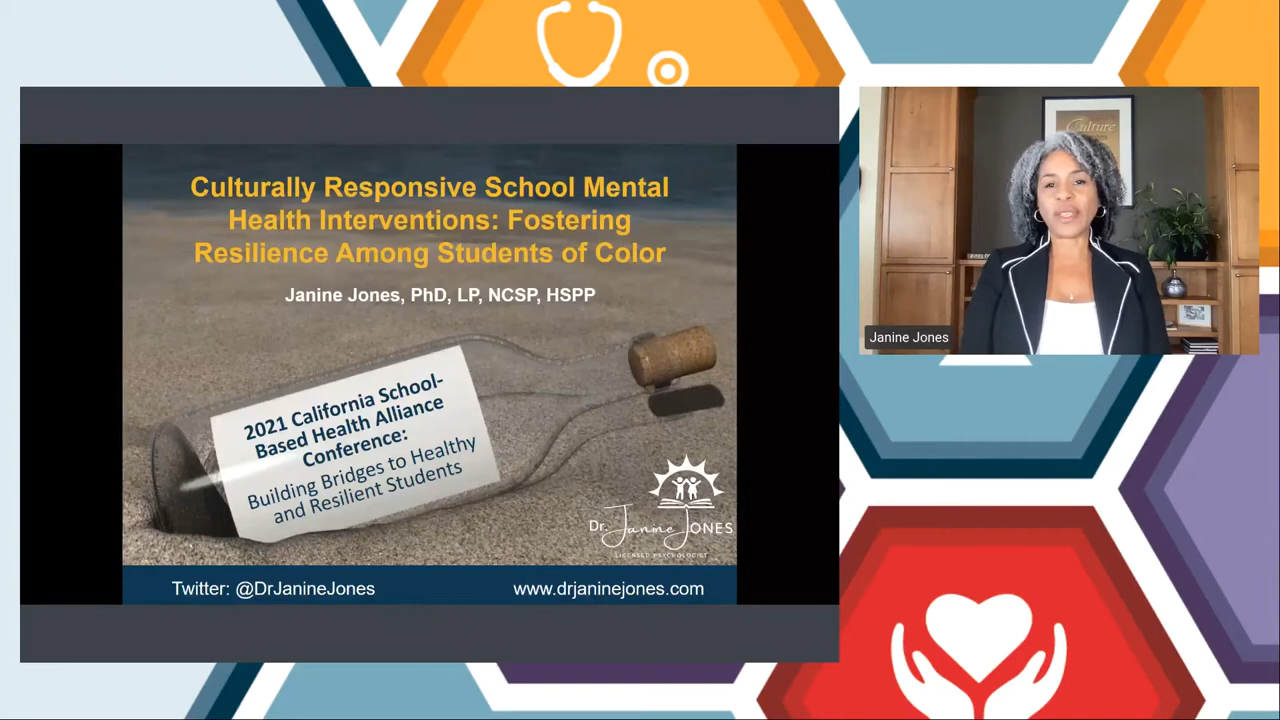 Culturally Responsive School Mental
Health Interventions: Fostering
Resilience Among Students of Color
Janine Jones, PhD, LP, NCSP, HSPP
2021 California School-
Based Health Alliance
Conference:
Building Bridges to Healthy
and Resilient Students
Dr. Janine JONES
LICENSED PSYCHOLOGIST
Twitter: @DrJanineJones
www.drjaninejones.com
Culture
Janine Jones